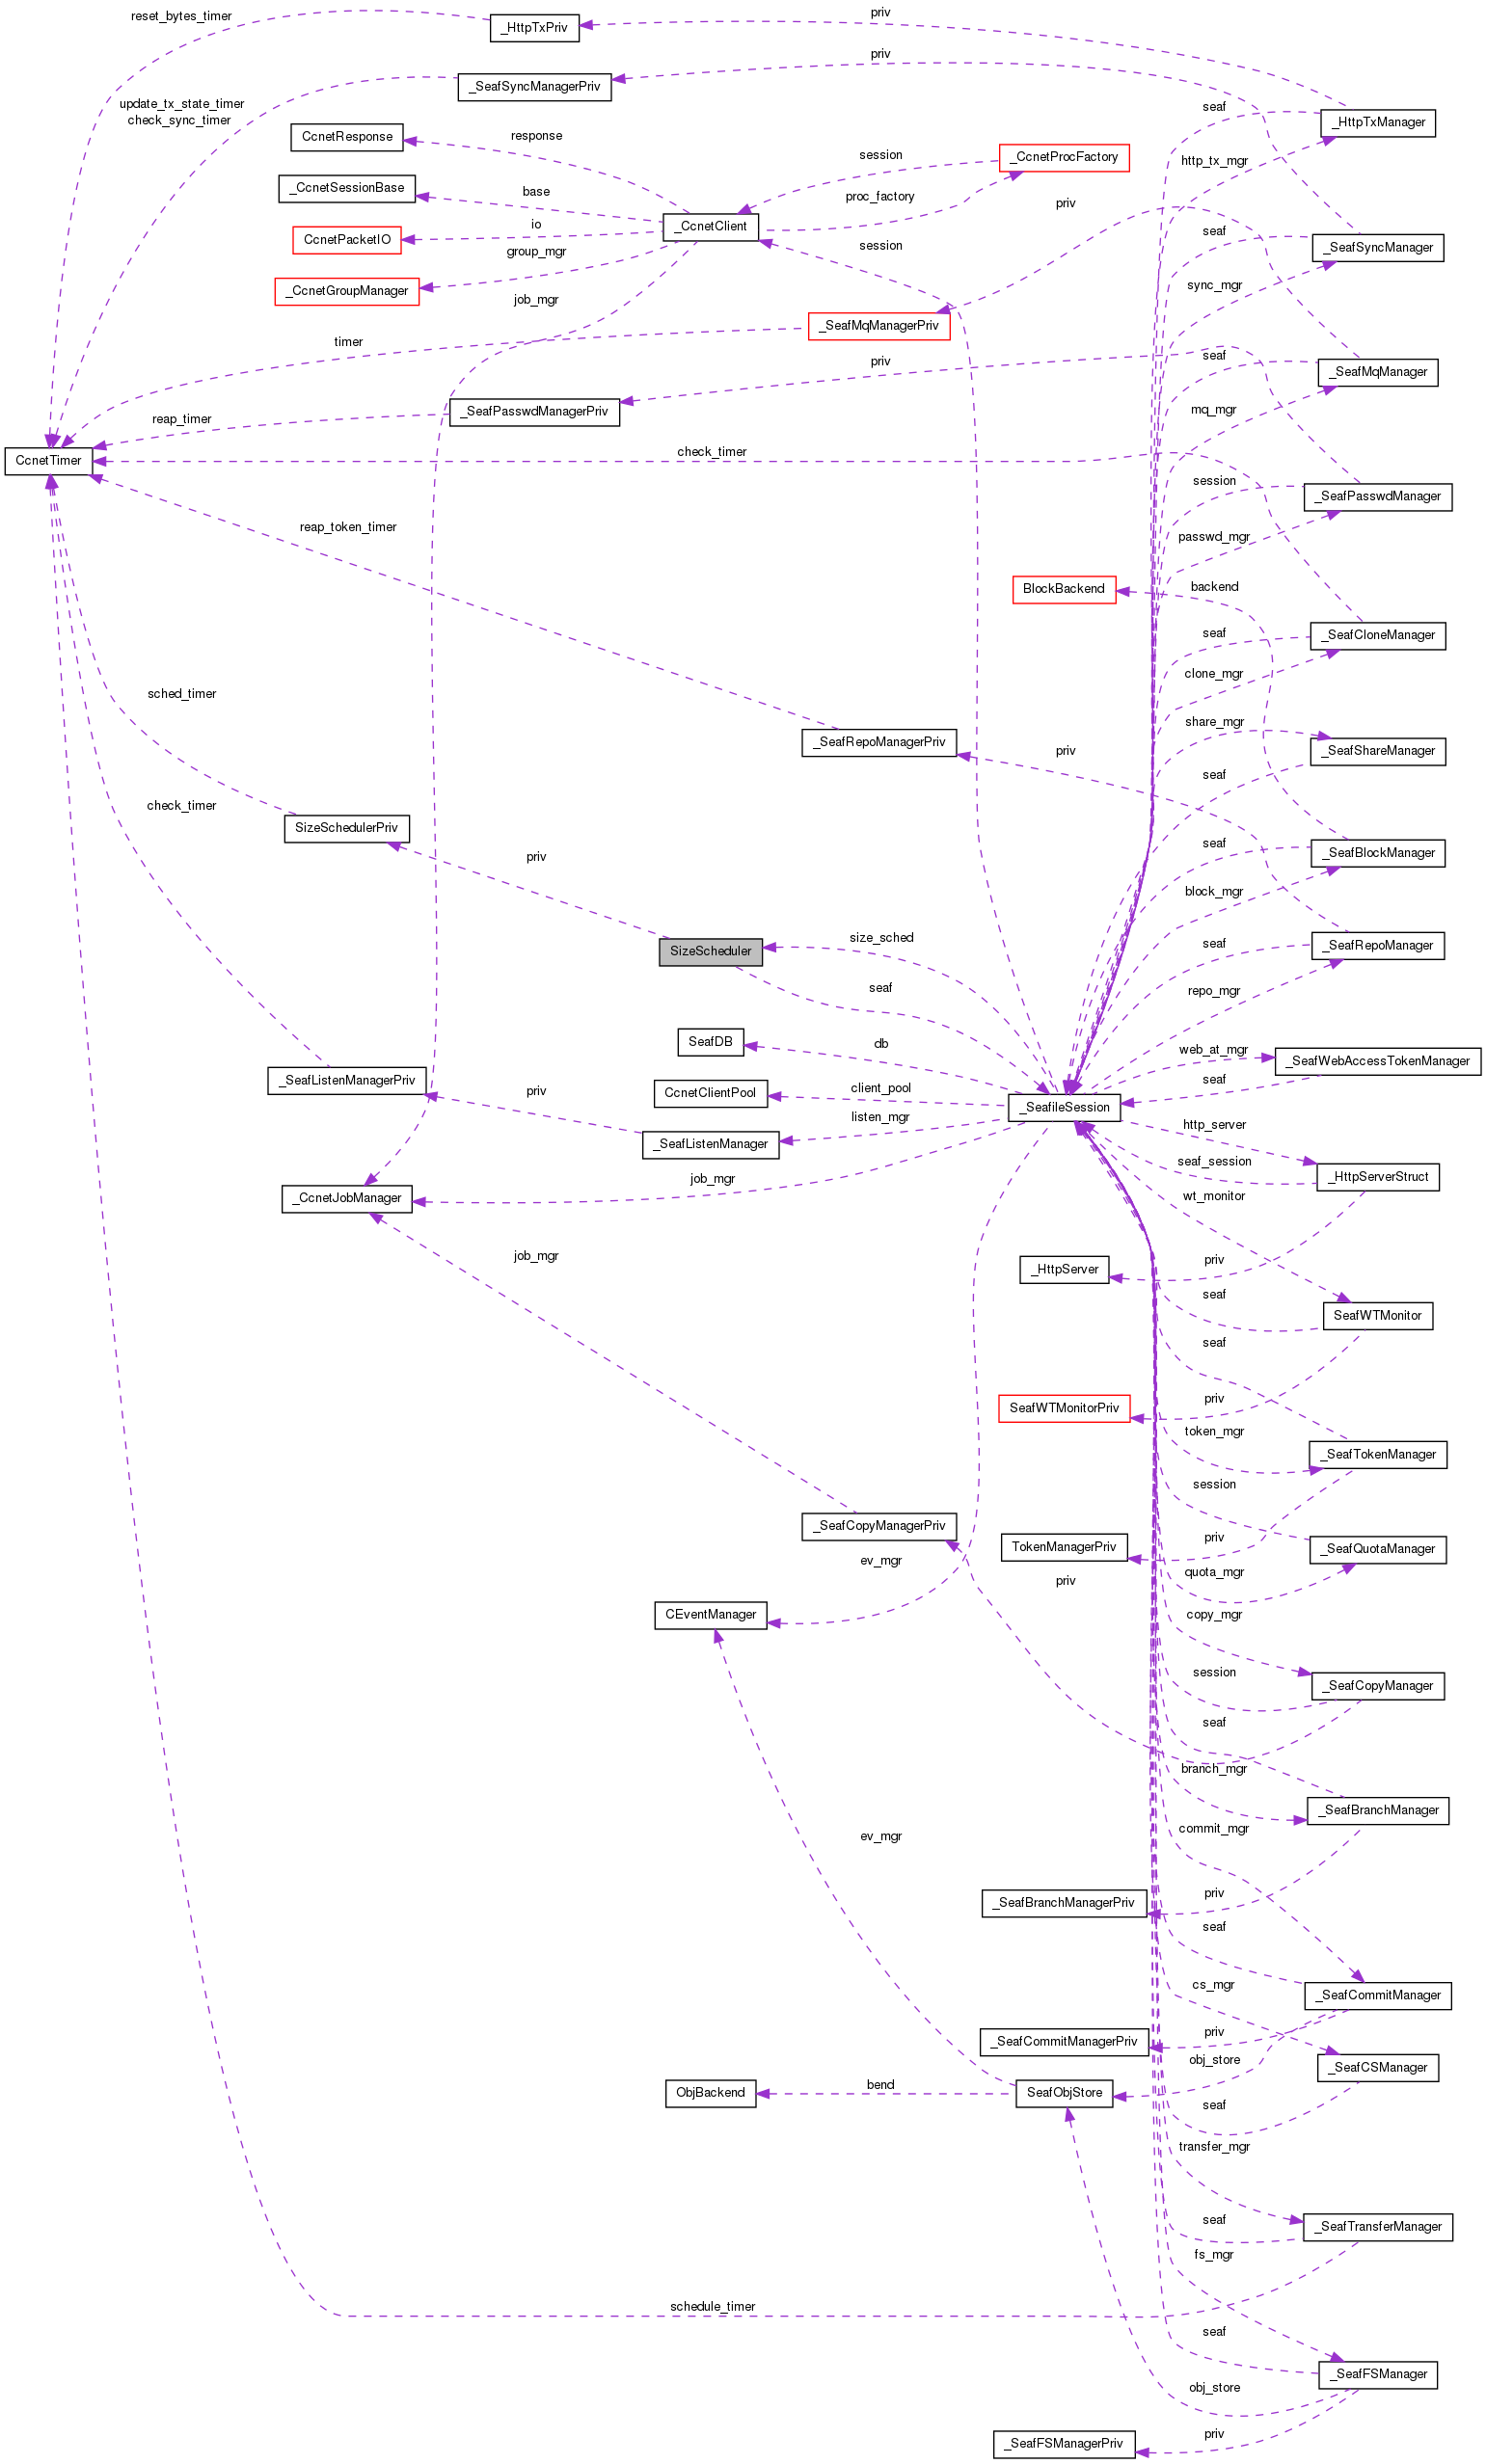 reset_bytes_timer
_HttpTxPriv
priv
_SeafSyncManagerPriv
priv
update_tx_state_timer
check_sync_timer
seaf
_HttpTxManager
CcnetResponse
response
session
_CcnetProcFactory
http_tx_mgr
_CcnetSessionBase
base
proc_factory
priv
CcnetPacketIO
io
_CcnetClient
session
seaf
_SeafSyncManager
_CcnetGroupManager
group_mgr
job_mgr
sync_mgr
_SeafMqManagerPriv
timer
priv
seaf
_SeafMqManager
reap_timer
_SeafPasswdManagerPriv
mq_mgr
CcnetTimer
check_timer
session
_SeafPasswdManager
reap_token_timer
passwd_mgr
BlockBackend
backend
seaf
_SeafCloneManager
clone_mgr
sched_timer
share_mgr
_SeafRepoManagerPriv
priv
_SeafShareManager
seaf
check_timer
SizeSchedulerPriv
priv
seaf
_SeafBlockManager
block_mgr
SizeScheduler
size_sched
seaf
seaf
_SeafRepoManager
repo_mgr
SeafDB
db
web_at_mgr
_SeafWebAccessTokenManager
_SeafListenManagerPriv
priv
CcnetClientPool
client_pool
_SeafileSession
seaf
_SeafListenManager
listen_mgr
http_server
seaf_session
_HttpServerStruct
_CcnetJobManager
job_mgr
wt_monitor
job_mgr
_HttpServer
priv
seaf
SeafWTMonitor
seaf
SeafWTMonitorPriv
priv
token_mgr
_SeafTokenManager
session
_SeafCopyManagerPriv
TokenManagerPriv
priv
_SeafQuotaManager
ev_mgr
priv
quota_mgr
CEventManager
copy_mgr
session
_SeafCopyManager
seaf
branch_mgr
_SeafBranchManager
ev_mgr
commit_mgr
_SeafBranchManagerPriv
priv
seaf
cs_mgr
_SeafCommitManager
_SeafCommitManagerPriv
priv
obj_store
_SeafCSManager
ObjBackend
bend
SeafObjStore
seaf
transfer_mgr
seaf
_SeafTransferManager
fs_mgr
schedule_timer
seaf
_SeafFSManager
obj_store
_SeafFSManagerPriv
priv